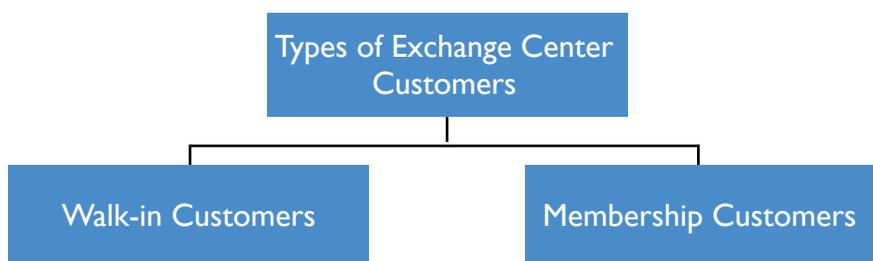 Types of Exchange Center
Customers
Walk-in Customers
Membership Customers